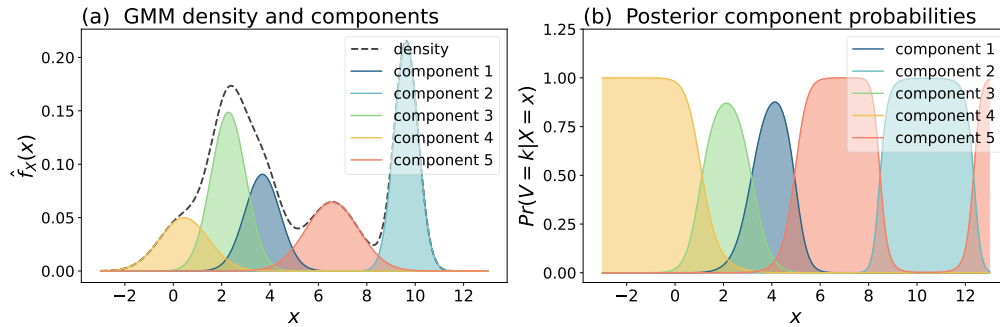 (a) GMM density and components
0.20
0.15
0.10
0.05
0.00
f̂_X(x)
−2 0 2 4 6 8 10 12
x
density
component 1
component 2
component 3
component 4
component 5
(b) Posterior component probabilities
1.25
1.00
0.75
0.50
0.25
0.00
Pr(V = k|X = x)
−2 0 2 4 6 8 10 12
x
component 1
component 2
component 3
component 4
component 5